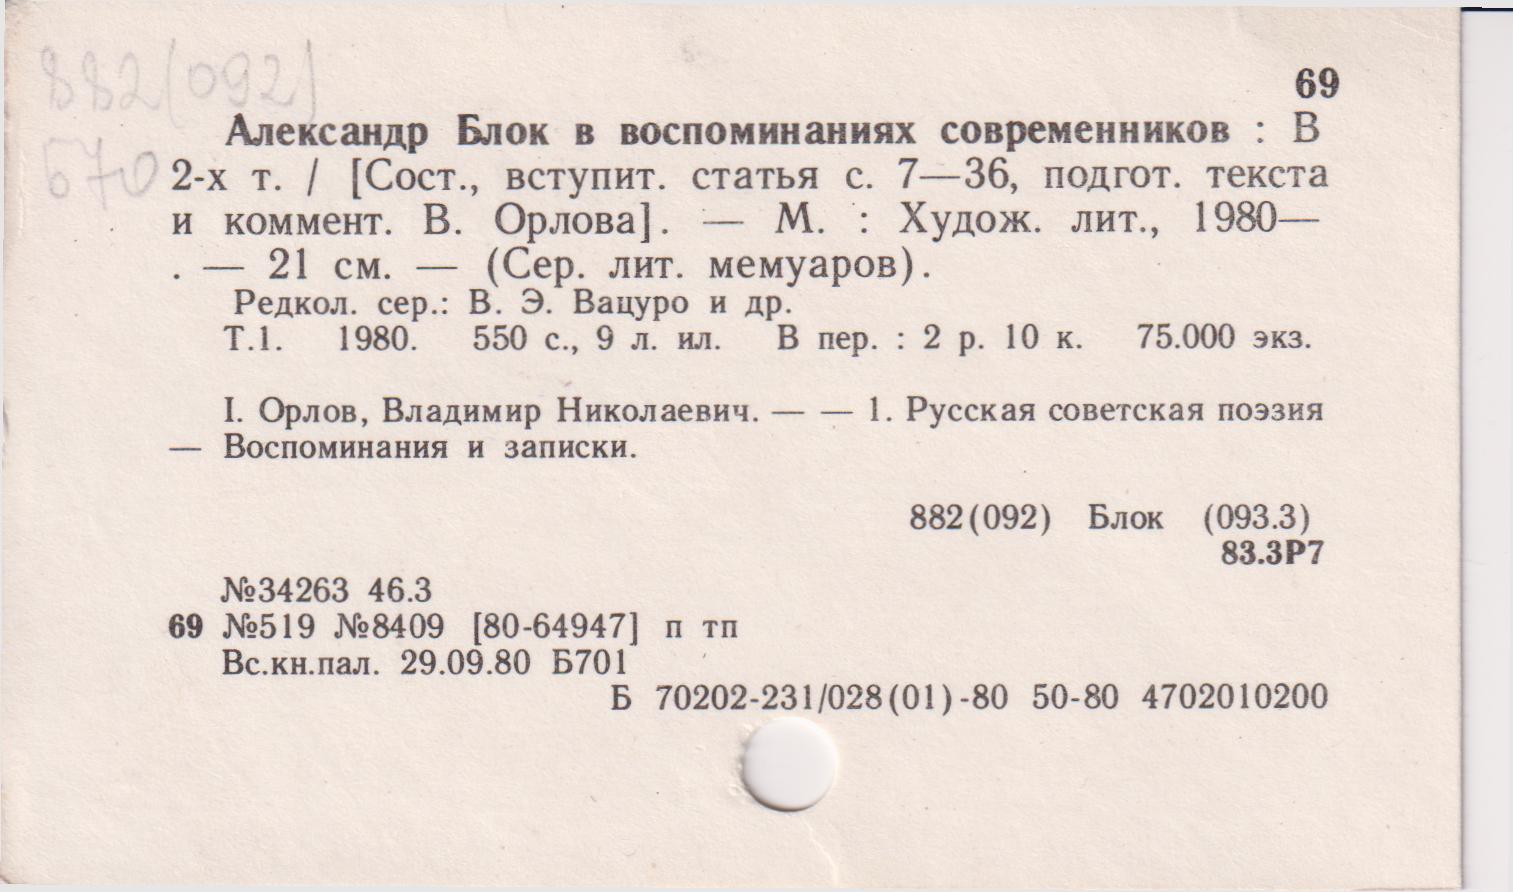 882(092)
Б70
69
Александр Блок в воспоминаниях современников : В
2-х т. / [Сост., вступит. статья с. 7—36, подгот. текста
и коммент. В. Орлова]. — М. : Худож. лит., 1980—
. — 21 см. — (Сер. лит. мемуаров).
Редкол. сер.: В. Э. Вацуро и др.
Т.1. 1980. 550 с., 9 л. ил. В пер. : 2 р. 10 к. 75.000 экз.
I. Орлов, Владимир Николаевич. — — 1. Русская советская поэзия
— Воспоминания и записки.
882(092) Блок (093.3)
83.3Р7
№34263 46.3
69 №519 №8409 [80-64947] п тп
Вс.кн.пал. 29.09.80 Б701
Б 70202-231/028(01)-80 50-80 4702010200